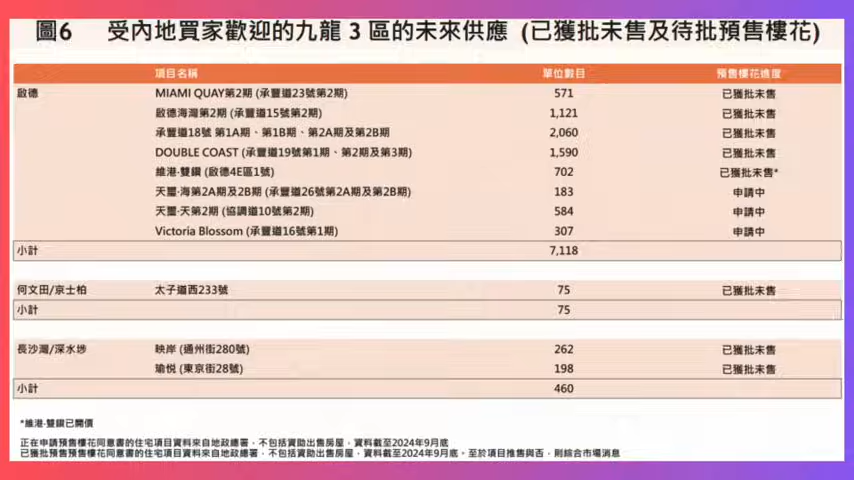 圖6 受內地買家歡迎的九龍 3 區的未來供應 (已獲批未售及待批預售樓花)
項目名稱 單位數目 預售樓花進度
啟德 MIAMI QUAY第2期 (承豐道23號第2期) 571 已獲批未售
啟德海灣第2期 (承豐道15號第2期) 1,121 已獲批未售
承豐道18號 第1A期、第1B期、第2A期及第2B期 2,060 已獲批未售
DOUBLE COAST (承豐道19號第1期、第2期及第3期) 1,590 已獲批未售
維港·雙鑽 (啟德4E區1號) 702 已獲批未售*
天璽·海第2A期及2B期 (承豐道26號第2A期及第2B期) 183 申請中
天璽·天第2期 (協調道10號第2期) 584 申請中
Victoria Blossom (承豐道16號第1期) 307 申請中
小計 7,118
何文田/京士柏 太子道西233號 75 已獲批未售
小計 75
長沙灣/深水埗 映岸 (通州街280號) 262 已獲批未售
瑜悅 (東京街28號) 198 已獲批未售
小計 460
*維港·雙鑽已開價
正在申請預售樓花同意書的住宅項目資料來自地政總署，不包括資助出售房屋，資料截至2024年9月底
已獲批預售預售樓花同意書的住宅項目資料來自地政總署，不包括資助出售房屋，資料截至2024年9月底。至於項目推售與否，則綜合市場消息